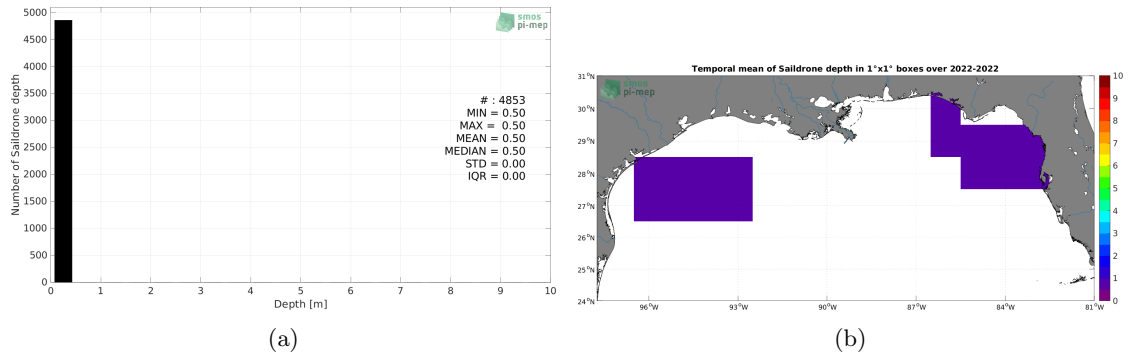 5000
4500
4000
3500
3000
2500
2000
1500
1000
500
0
Number of Saildrone depth
smos
pi-mep
# : 4853
MIN = 0.50
MAX = 0.50
MEAN = 0.50
MEDIAN = 0.50
STD = 0.00
IQR = 0.00
0 1 2 3 4 5 6 7 8 9 10
Depth [m]
(a)
Temporal mean of Saildrone depth in 1°x1° boxes over 2022-2022
smos
pi-mep
31°N
30°N
29°N
28°N
27°N
26°N
25°N
24°N
96°W 93°W 90°W 87°W 84°W 81°W
10
9
8
7
6
5
4
3
2
1
0
(b)